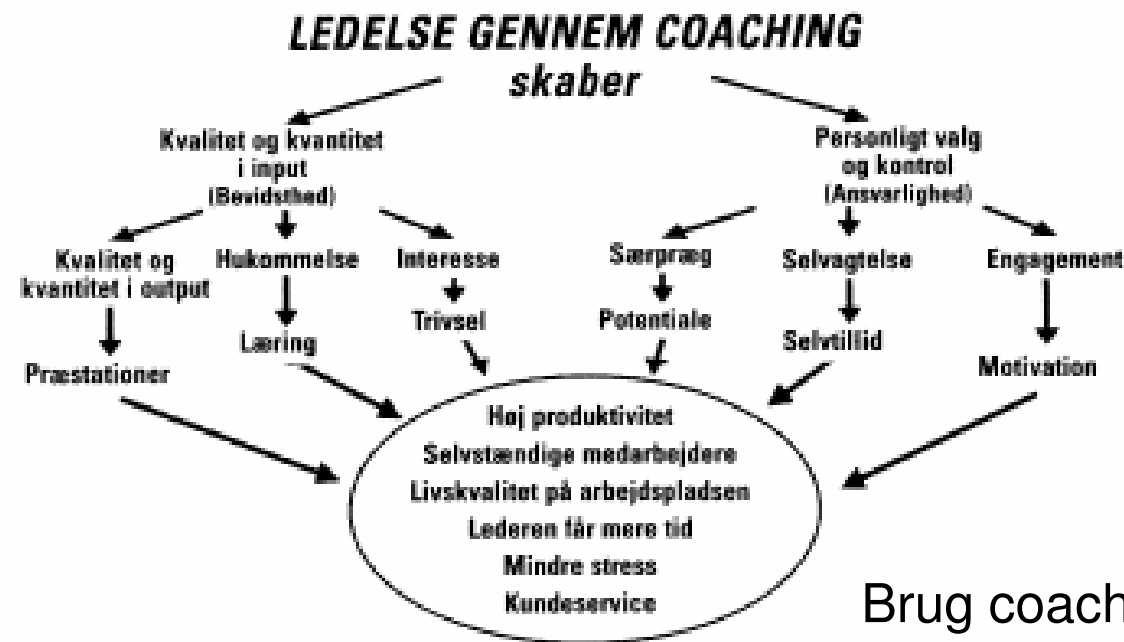 LEDELSE GENNEM COACHING
skaber
Kvalitet og kvantitet
i input
(Bevidsthed)
Personligt valg
og kontrol
(Ansvarlighed)
Kvalitet og
kvantitet i output
Hukommelse
Interesse
Særpræg
Selvagtelse
Engagement
Præstationer
Læring
Trivsel
Potentiale
Selvtillid
Motivation
Høj produktivitet
Selvstændige medarbejdere
Livskvalitet på arbejdspladsen
Lederen får mere tid
Mindre stress
Kundeservice
Brug coach